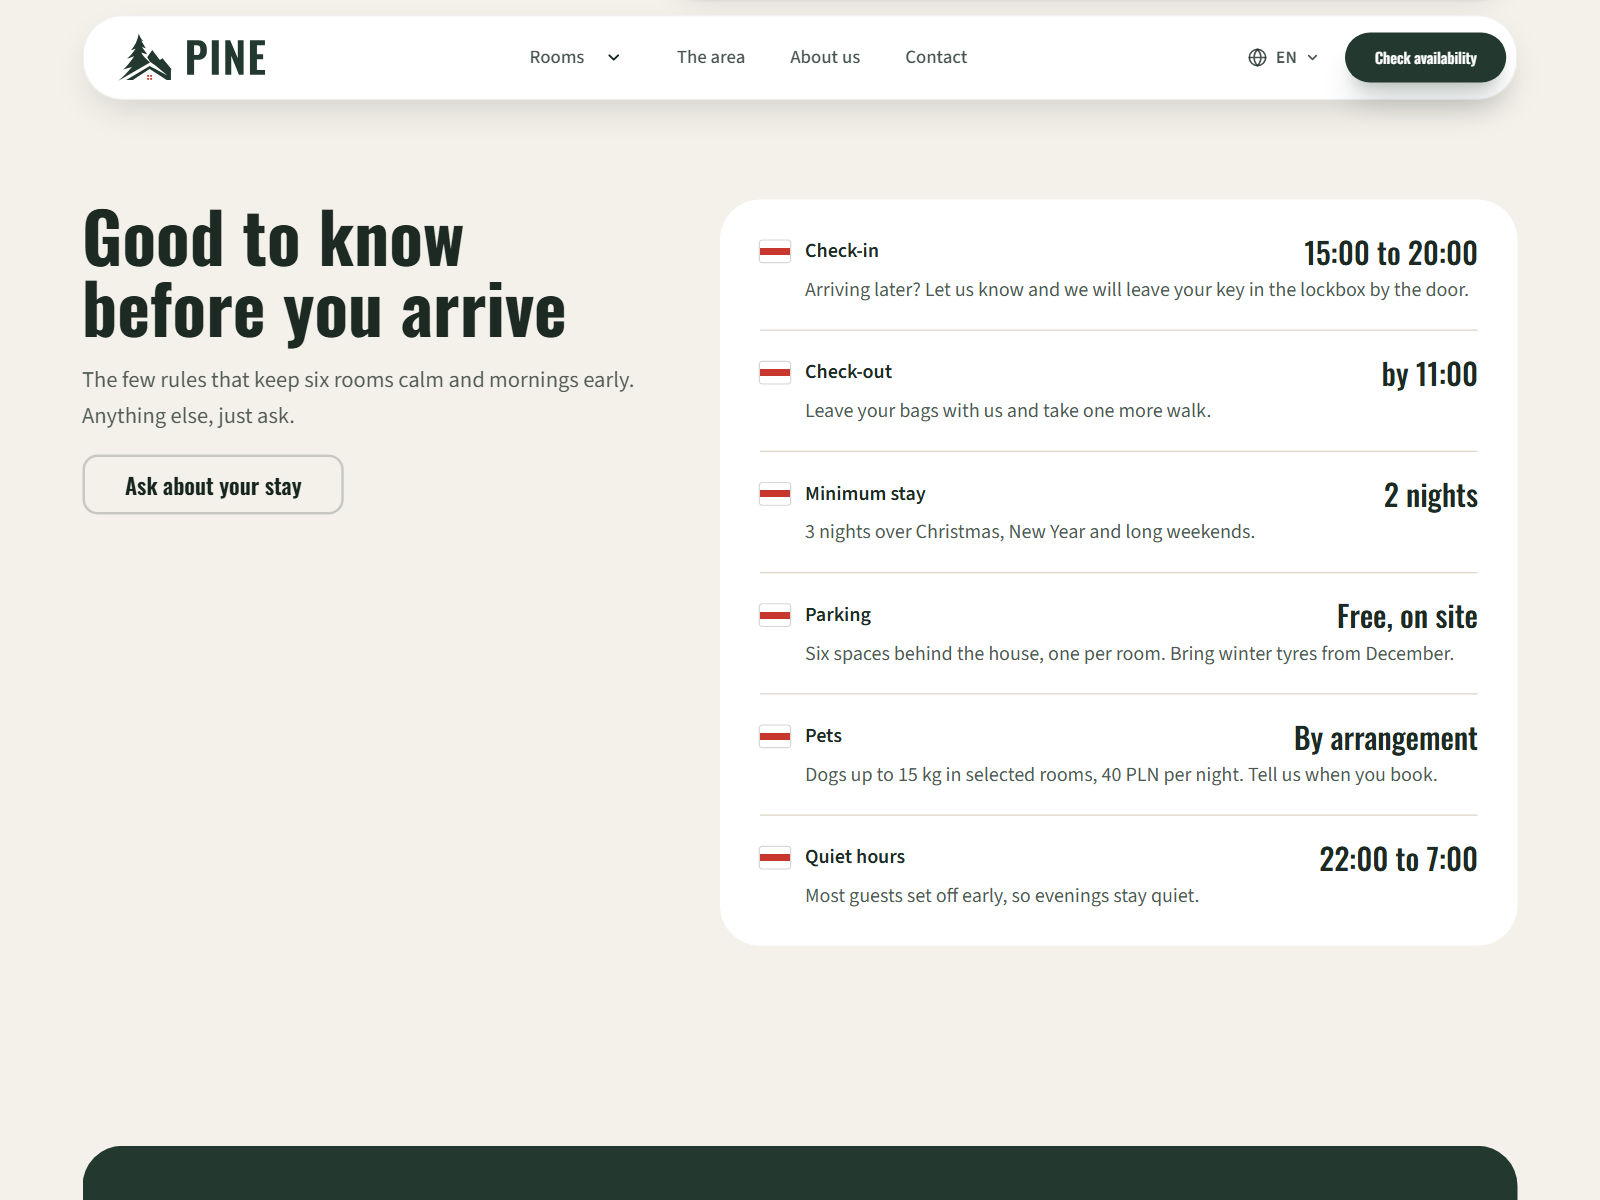 PINE
Rooms
The area
About us
Contact
EN
Check availability
Good to know
before you arrive
The few rules that keep six rooms calm and mornings early.
Anything else, just ask.
Ask about your stay
Check-in
15:00 to 20:00
Arriving later? Let us know and we will leave your key in the lockbox by the door.
Check-out
by 11:00
Leave your bags with us and take one more walk.
Minimum stay
2 nights
3 nights over Christmas, New Year and long weekends.
Parking
Free, on site
Six spaces behind the house, one per room. Bring winter tyres from December.
Pets
By arrangement
Dogs up to 15 kg in selected rooms, 40 PLN per night. Tell us when you book.
Quiet hours
22:00 to 7:00
Most guests set off early, so evenings stay quiet.